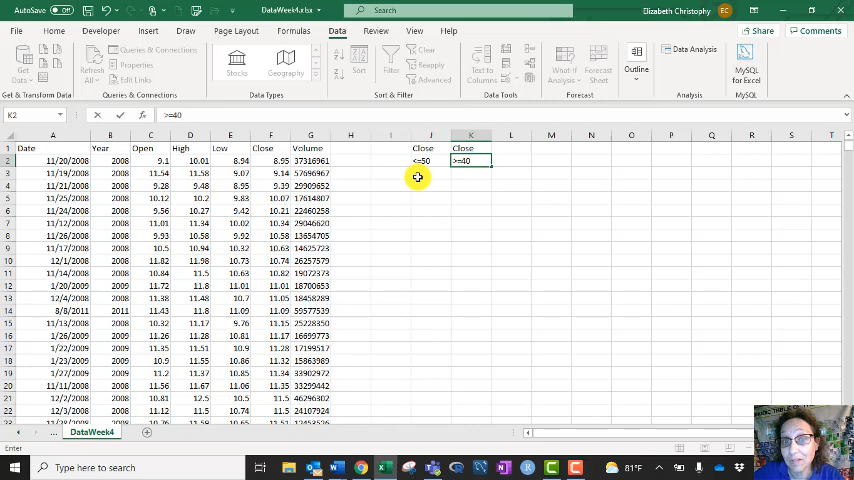 AutoSave Off DataWeek4.xlsx Search Elizabeth Christophy EC
File Home Developer Insert Draw Page Layout Formulas Data Review View Help Share Comments
Get Data Refresh All Queries & Connections Properties Edit Links Stocks Geography Sort Filter Clear Reapply Advanced Text to Columns What-If Analysis Forecast Sheet Outline Data Analysis MySQL for Excel
Get & Transform Data Queries & Connections Data Types Sort & Filter Data Tools Forecast Analysis
K2 fx >=40
A B C D E F G H I J K L M N O P Q R S T
1 Date Year Open High Low Close Volume Close Close
2 11/20/2008 2008 9.1 10.01 8.94 8.95 37316961 <=50 >=40
3 11/19/2008 2008 11.54 11.58 9.07 9.14 57696967
4 11/21/2008 2008 9.28 9.48 8.95 9.39 29909652
5 11/25/2008 2008 10.12 10.2 9.83 10.07 17614807
6 11/24/2008 2008 9.56 10.27 9.42 10.21 22460258
7 11/12/2008 2008 11.01 11.34 10.02 10.34 29046620
8 11/26/2008 2008 9.93 10.58 9.92 10.58 13654705
9 11/17/2008 2008 10.5 10.94 10.32 10.63 14625723
10 12/1/2008 2008 11.82 11.98 10.73 10.74 26257579
11 11/14/2008 2008 10.84 11.5 10.63 10.82 19072373
12 1/20/2009 2009 11.72 11.8 11.01 11.01 18700653
13 12/4/2008 2008 11.38 11.48 10.7 11.05 18458289
14 8/8/2011 2011 11.43 11.8 11.09 11.09 59577539
15 11/13/2008 2008 10.32 11.17 9.76 11.15 25228350
16 1/26/2009 2009 11.26 11.28 10.81 11.17 16699773
17 1/22/2009 2009 11.35 11.51 10.9 11.28 17199517
18 1/23/2009 2009 10.9 11.55 10.86 11.32 15863989
19 1/27/2009 2009 11.2 11.37 10.85 11.34 33902972
20 11/11/2008 2008 11.56 11.67 11.06 11.35 33299442
21 12/2/2008 2008 10.81 12.5 10.5 11.5 46296302
22 12/3/2008 2008 11.12 11.5 10.74 11.5 24107924
DataWeek4
Enter
Type here to search 81°F